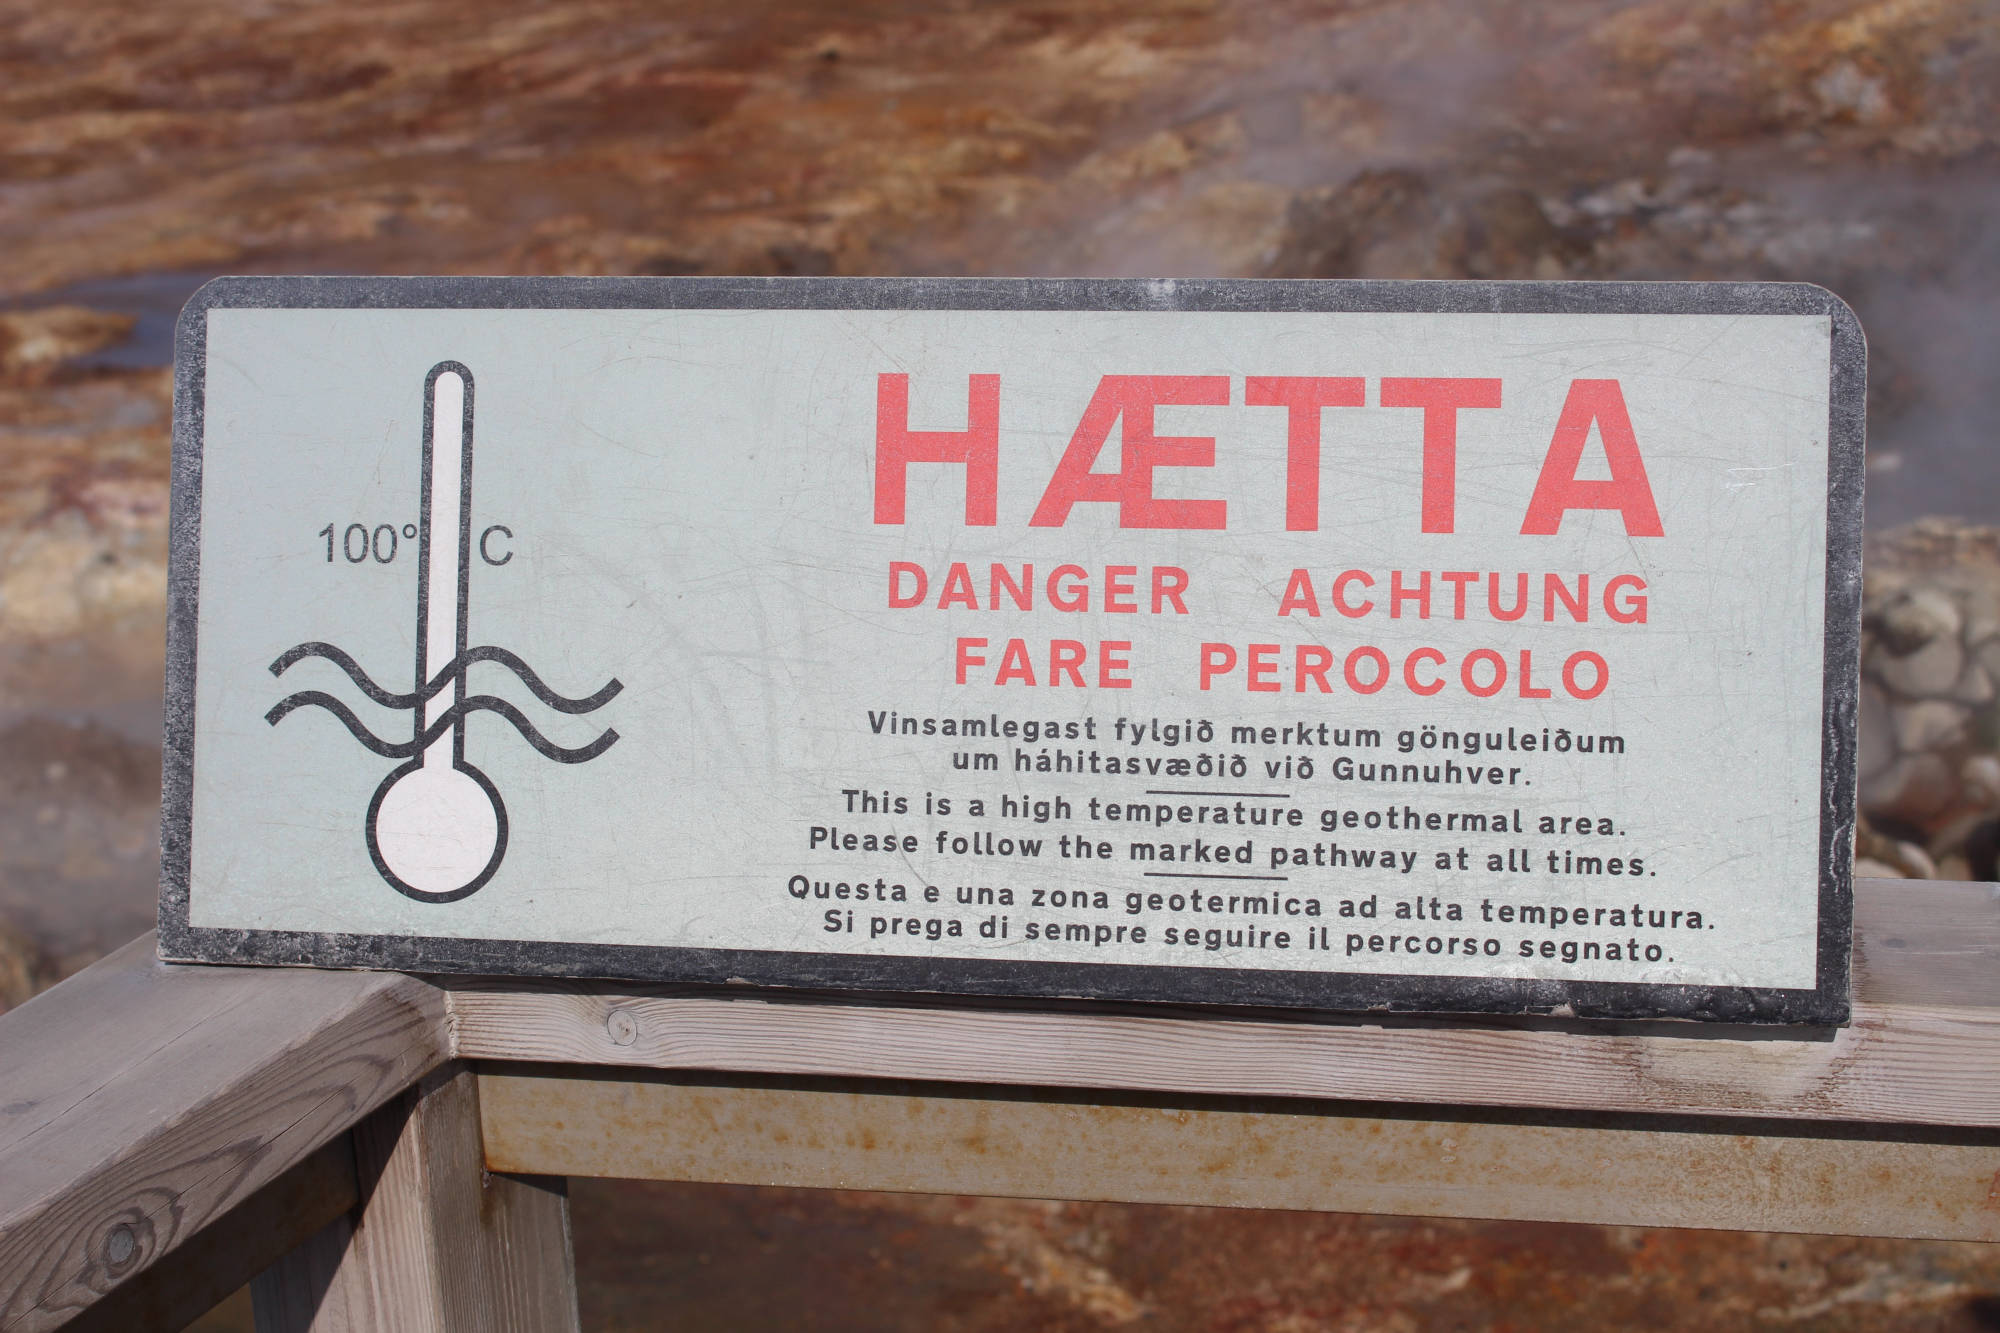 100° C
HÆTTA
DANGER ACHTUNG
FARE PEROCOLO
Vinsamlegast fylgið merktum gönguleiðum
um háhitasvæðið við Gunnuhver.
This is a high temperature geothermal area.
Please follow the marked pathway at all times.
Questa e una zona geotermica ad alta temperatura.
Si prega di sempre seguire il percorso segnato.